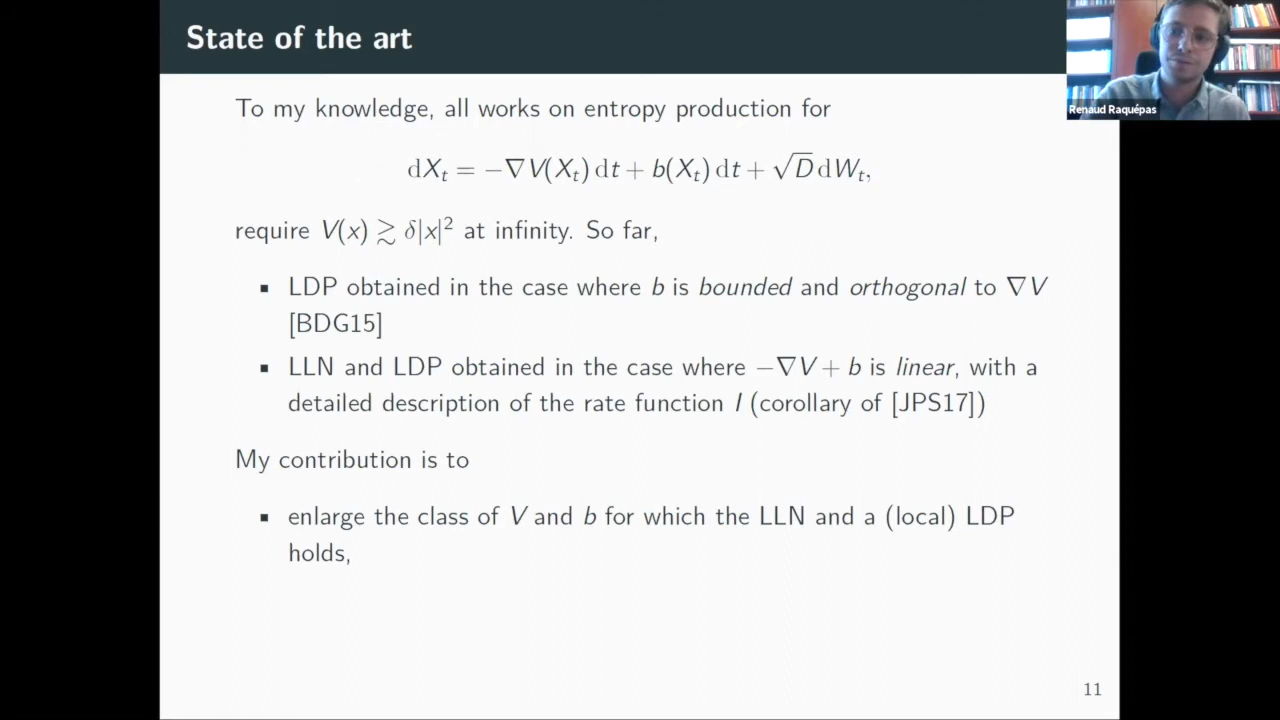 State of the art
Renaud Raquépas
To my knowledge, all works on entropy production for
dX_t = −∇V(X_t) dt + b(X_t) dt + √D dW_t,
require V(x) ≳ δ|x|² at infinity. So far,
▪ LDP obtained in the case where b is bounded and orthogonal to ∇V
[BDG15]
▪ LLN and LDP obtained in the case where −∇V + b is linear, with a
detailed description of the rate function I (corollary of [JPS17])
My contribution is to
▪ enlarge the class of V and b for which the LLN and a (local) LDP
holds,
11